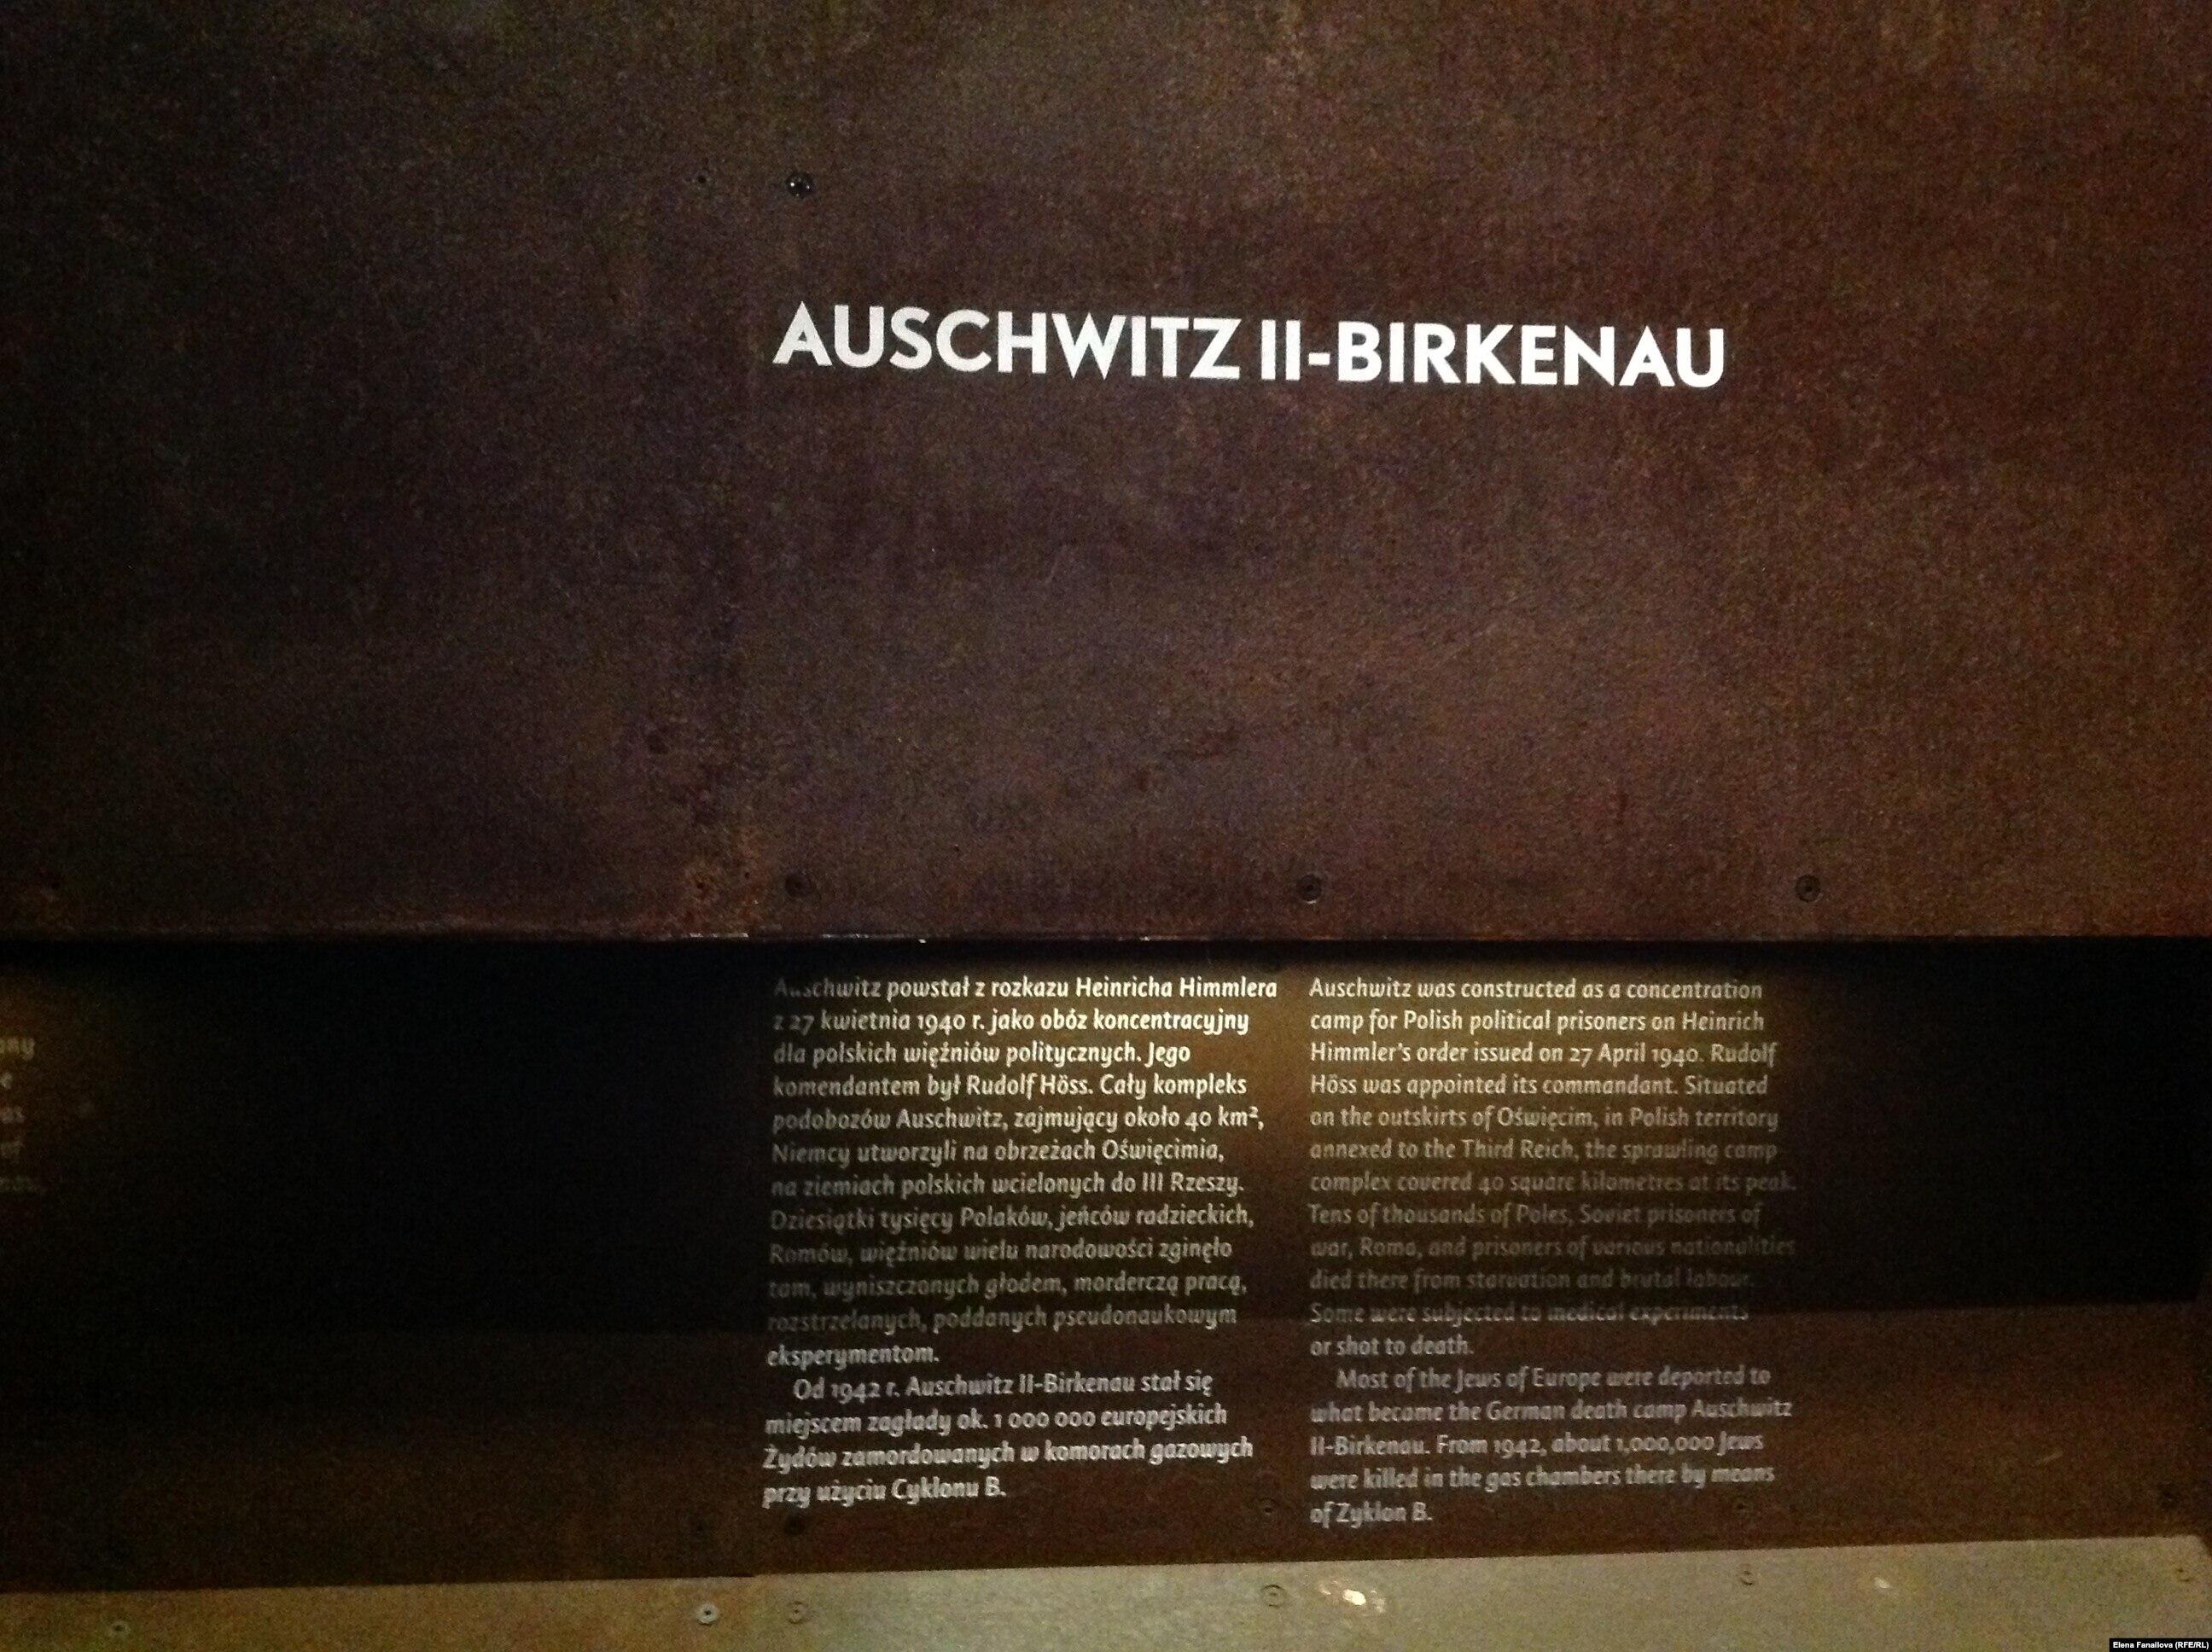 AUSCHWITZ II-BIRKENAU
Auschwitz powstał z rozkazu Heinricha Himmlera
z 27 kwietnia 1940 r. jako obóz koncentracyjny
dla polskich więźniów politycznych. Jego
komendantem był Rudolf Höss. Cały kompleks
podobozów Auschwitz, zajmujący około 40 km²,
Niemcy utworzyli na obrzeżach Oświęcimia,
na ziemiach polskich wcielonych do III Rzeszy.
Dziesiątki tysięcy Polaków, jeńców radzieckich,
Romów, więźniów wielu narodowości zginęło
tam, wyniszczonych głodem, morderczą pracą,
rozstrzelanych, poddanych pseudonaukowym
eksperymentom.
Od 1942 r. Auschwitz II-Birkenau stał się
miejscem zagłady ok. 1 000 000 europejskich
Żydów zamordowanych w komorach gazowych
przy użyciu Cyklonu B.
Auschwitz was constructed as a concentration
camp for Polish political prisoners on Heinrich
Himmler's order issued on 27 April 1940. Rudolf
Höss was appointed its commandant. Situated
on the outskirts of Oświęcim, in Polish territory
annexed to the Third Reich, the sprawling camp
complex covered 40 square kilometres at its peak.
Tens of thousands of Poles, Soviet prisoners of
war, Roma, and prisoners of various nationalities
died there from starvation and brutal labour.
Some were subjected to medical experiments
or shot to death.
Most of the Jews of Europe were deported to
what became the German death camp Auschwitz
II-Birkenau. From 1942, about 1,000,000 Jews
were killed in the gas chambers there by means
of Zyklon B.
Elena Fanailova (RFE/RL)